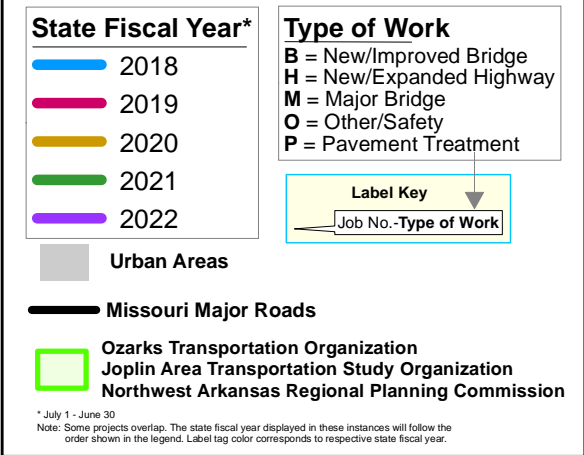 State Fiscal Year*
2018
2019
2020
2021
2022
Type of Work
B = New/Improved Bridge
H = New/Expanded Highway
M = Major Bridge
O = Other/Safety
P = Pavement Treatment
Label Key
Job No.-Type of Work
Urban Areas
Missouri Major Roads
Ozarks Transportation Organization
Joplin Area Transportation Study Organization
Northwest Arkansas Regional Planning Commission
* July 1 - June 30
Note: Some projects overlap. The state fiscal year displayed in these instances will follow the
order shown in the legend. Label tag color corresponds to respective state fiscal year.